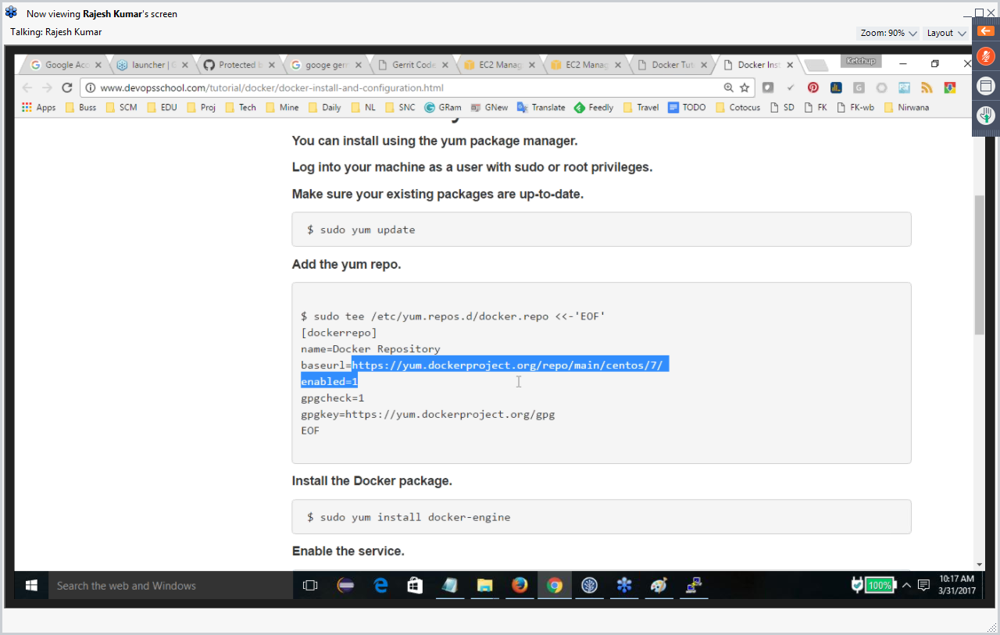 Now viewing Rajesh Kumar's screen
Talking: Rajesh Kumar
Zoom: 90%
Layout
Google Acc
launcher |
Protected
googe gerr
Gerrit Code
EC2 Manag
EC2 Manag
Docker Tut
Docker Inst
Ketchup
www.devopsschool.com/tutorial/docker/docker-install-and-configuration.html
Apps Buss SCM EDU Proj Tech Mine Daily NL SNC GRam GNew Translate Feedly Travel TODO Cotocus SD FK FK-wb Nirwana
You can install using the yum package manager.
Log into your machine as a user with sudo or root privileges.
Make sure your existing packages are up-to-date.
$ sudo yum update
Add the yum repo.
$ sudo tee /etc/yum.repos.d/docker.repo <<-'EOF'
[dockerrepo]
name=Docker Repository
baseurl=https://yum.dockerproject.org/repo/main/centos/7/
enabled=1
gpgcheck=1
gpgkey=https://yum.dockerproject.org/gpg
EOF
Install the Docker package.
$ sudo yum install docker-engine
Enable the service.
Search the web and Windows
100%
10:17 AM
3/31/2017